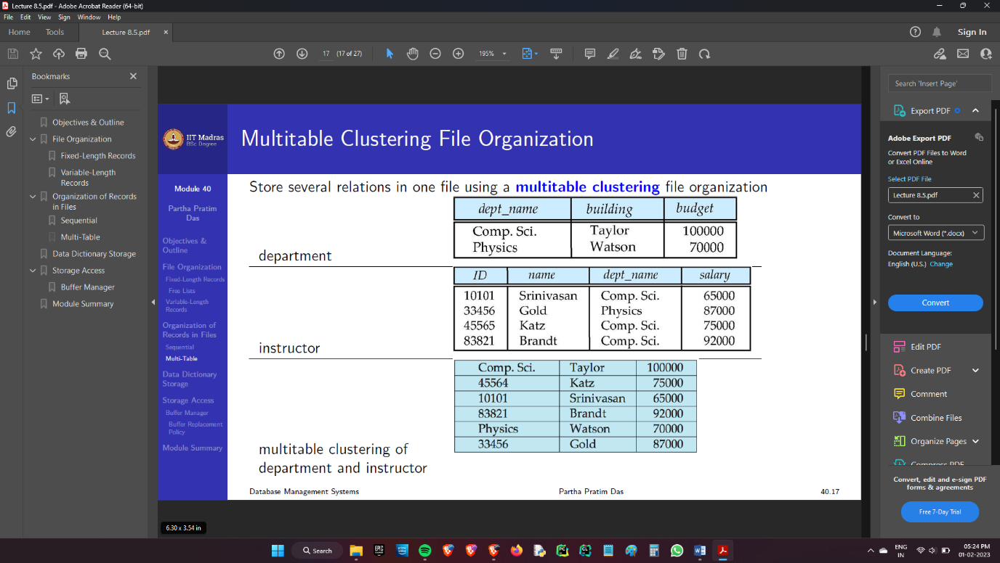 Lecture 8.5.pdf - Adobe Acrobat Reader (64-bit)
File Edit View Sign Window Help
Home Tools Lecture 8.5.pdf × Sign In
17 (17 of 27) 195%
Bookmarks
Objectives & Outline
File Organization
Fixed-Length Records
Variable-Length
Records
Organization of Records
in Files
Sequential
Multi-Table
Data Dictionary Storage
Storage Access
Buffer Manager
Module Summary
IIT Madras
BSc Degree
Multitable Clustering File Organization
Module 40
Partha Pratim
Das
Objectives &
Outline
File Organization
Fixed-Length Records
Free Lists
Variable-Length
Records
Organization of
Records in Files
Sequential
Multi-Table
Data Dictionary
Storage
Storage Access
Buffer Manager
Buffer Replacement
Policy
Module Summary
Store several relations in one file using a multitable clustering file organization
dept_name building budget
Comp. Sci. Taylor 100000
Physics Watson 70000
department
ID name dept_name salary
10101 Srinivasan Comp. Sci. 65000
33456 Gold Physics 87000
45565 Katz Comp. Sci. 75000
83821 Brandt Comp. Sci. 92000
instructor
Comp. Sci. Taylor 100000
45564 Katz 75000
10101 Srinivasan 65000
83821 Brandt 92000
Physics Watson 70000
33456 Gold 87000
multitable clustering of
department and instructor
Database Management Systems Partha Pratim Das 40.17
6.30 x 3.54 in
Search 'Insert Page'
Export PDF
Adobe Export PDF
Convert PDF Files to Word
or Excel Online
Select PDF File
Lecture 8.5.pdf
Convert to
Microsoft Word (*.docx)
Document Language:
English (U.S.) Change
Convert
Edit PDF
Create PDF
Comment
Combine Files
Organize Pages
Compress PDF
Convert, edit and e-sign PDF
forms & agreements
Free 7-Day Trial
Search
ENG
IN
05:24 PM
01-02-2023